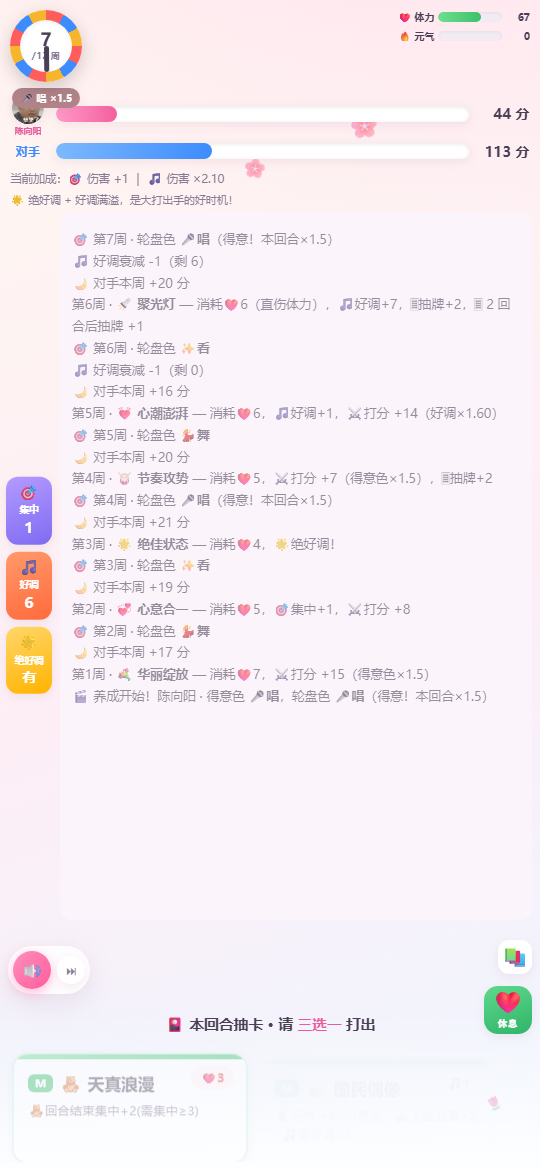 7
/12 周
体力 67
元气 0
唱 ×1.5
陈向阳
44 分
对手
113 分
当前加成: 伤害 +1 | 伤害 ×2.10
绝好调 + 好调满溢，是大打出手的好时机！
第7周 · 轮盘色 唱（得意！本回合×1.5）
好调衰减 -1（剩 6）
对手本周 +20 分
第6周 · 聚光灯 — 消耗 6（直伤体力），好调+7，抽牌+2，2 回
合后抽牌 +1
第6周 · 轮盘色 看
好调衰减 -1（剩 0）
对手本周 +16 分
第5周 · 心潮澎湃 — 消耗 6，好调+1，打分 +14（好调×1.60）
第5周 · 轮盘色 舞
对手本周 +20 分
第4周 · 节奏攻势 — 消耗 5，打分 +7（得意色×1.5），抽牌+2
第4周 · 轮盘色 唱（得意！本回合×1.5）
对手本周 +21 分
第3周 · 绝佳状态 — 消耗 4，绝好调！
第3周 · 轮盘色 看
对手本周 +19 分
第2周 · 心意合一 — 消耗 5，集中+1，打分 +8
第2周 · 轮盘色 舞
对手本周 +17 分
第1周 · 华丽绽放 — 消耗 7，打分 +15（得意色×1.5）
养成开始！陈向阳 · 得意色 唱，轮盘色 唱（得意！本回合×1.5）
集中
1
好调
6
绝好调
有
休息
本回合抽卡 • 请 三选一 打出
M 天真浪漫 3
回合结束集中+2(需集中≥3)
M 国民偶像